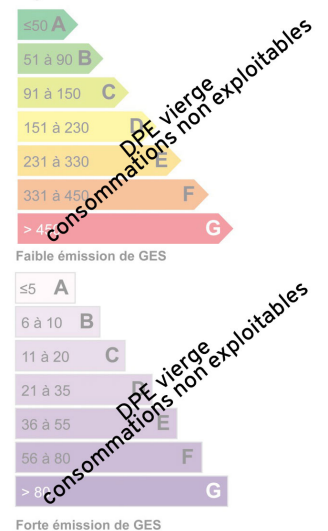 ≤50 A
51 à 90 B
91 à 150 C
151 à 230 D
231 à 330 E
331 à 450 F
> 450 G
DPE vierge
consommations non exploitables
Faible émission de GES
≤5 A
6 à 10 B
11 à 20 C
21 à 35 D
36 à 55 E
56 à 80 F
> 80 G
DPE vierge
consommations non exploitables
Forte émission de GES